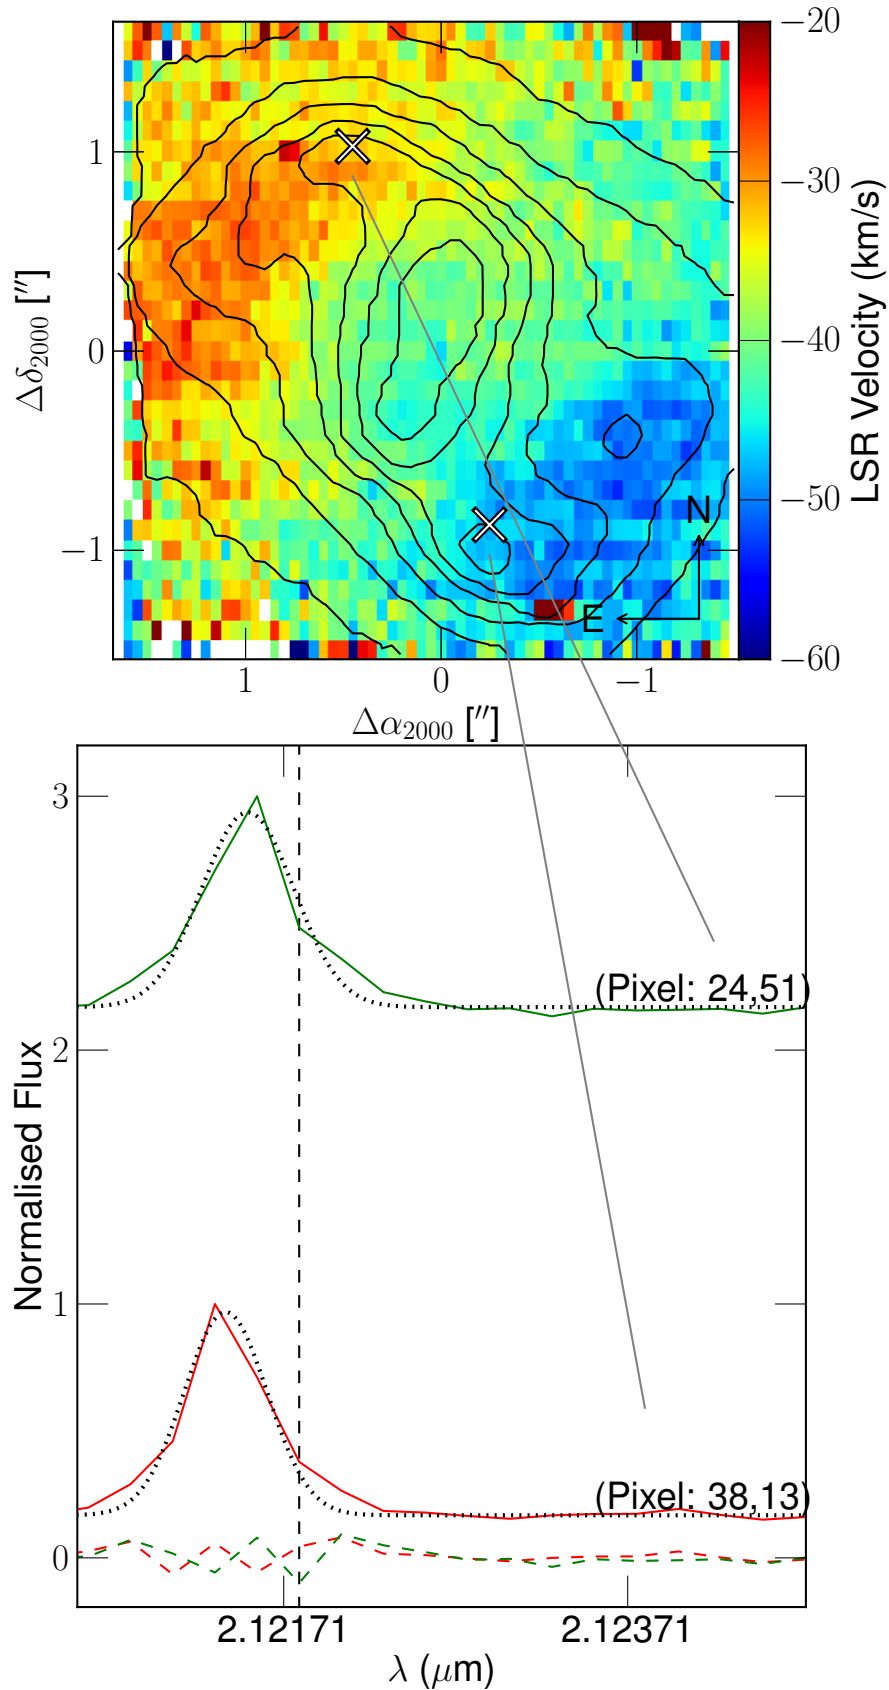 −20
1
−30
0
−40
−1
−50
−60
Δδ2000 [″]
LSR Velocity (km/s)
N
E
1 0 −1
Δα2000 [″]
3
(Pixel: 24,51)
2
Normalised Flux
1
(Pixel: 38,13)
0
2.12171 2.12371
λ (μm)